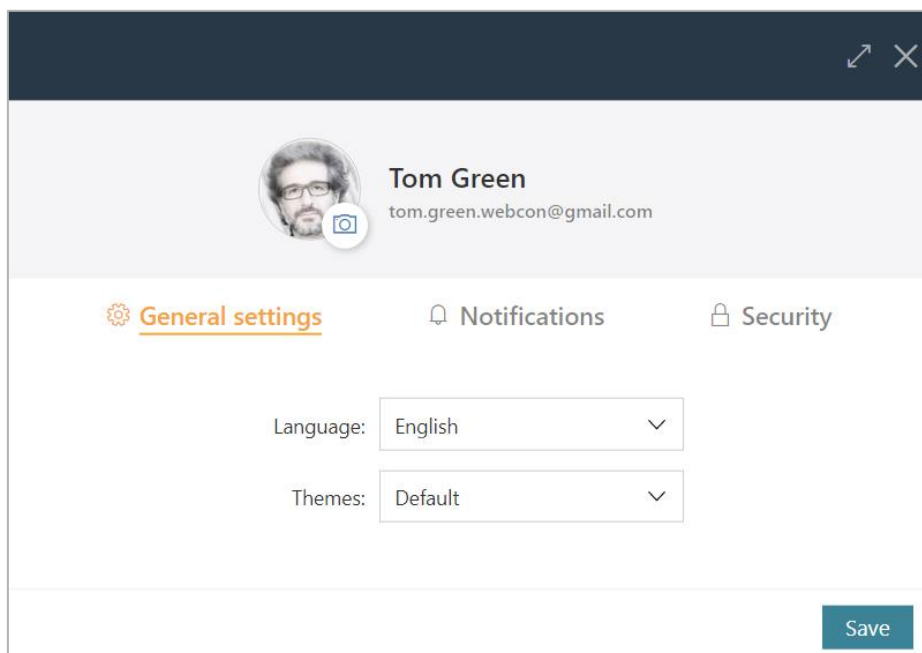 Tom Green
tom.green.webcon@gmail.com
General settings
Notifications
Security
Language:
English
Themes:
Default
Save